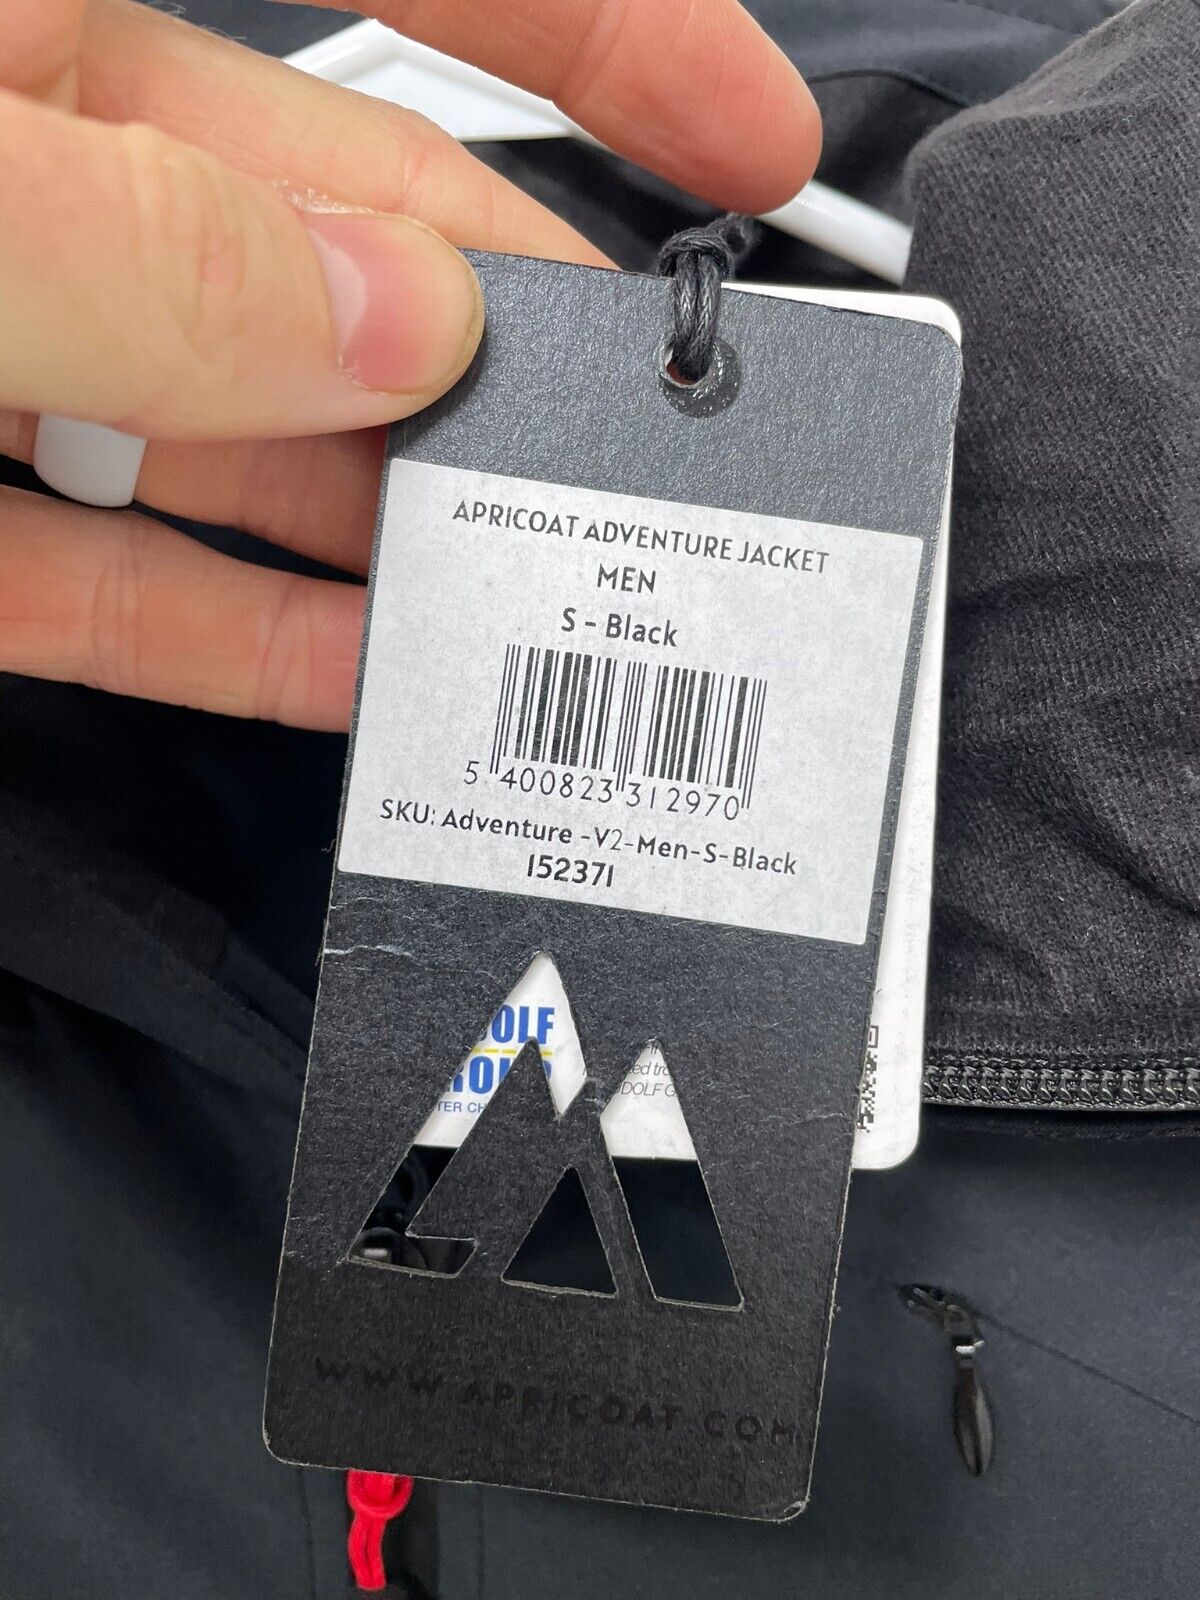 APRICOAT ADVENTURE JACKET
MEN
S - Black
5 400823 312970
SKU: Adventure -V2-Men-S-Black
152371
WWW.APRICOAT.COM